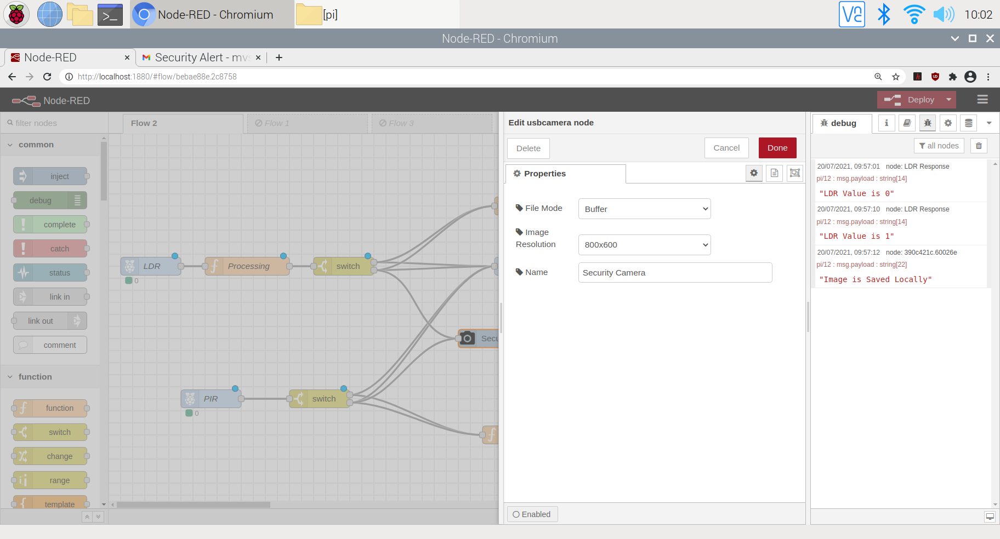 Node-RED - Chromium
[pi]
10:02
Node-RED - Chromium
Node-RED
Security Alert - mvs
http://localhost:1880/#flow/bebae88e.2c8758
Node-RED
Deploy
filter nodes
common
inject
debug
complete
catch
status
link in
link out
comment
function
function
switch
change
range
template
Flow 2
Flow 1
Flow 3
LDR
0
Processing
switch
Secu
PIR
0
switch
Edit usbcamera node
Delete
Cancel
Done
Properties
File Mode
Buffer
Image
Resolution
800x600
Name
Security Camera
Enabled
debug
all nodes
20/07/2021, 09:57:01 node: LDR Response
pi/12 : msg.payload : string[14]
"LDR Value is 0"
20/07/2021, 09:57:10 node: LDR Response
pi/12 : msg.payload : string[14]
"LDR Value is 1"
20/07/2021, 09:57:12 node: 390c421c.60026e
pi/12 : msg.payload : string[22]
"Image is Saved Locally"